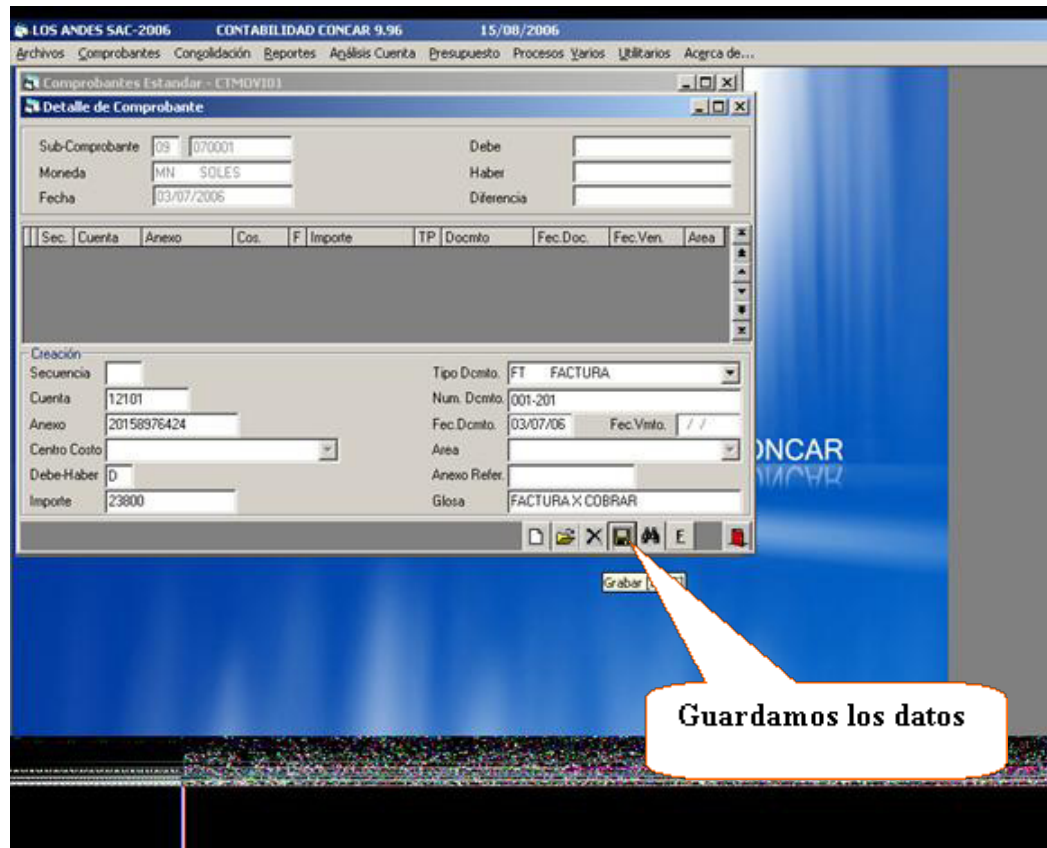 LOS ANDES SAC-2006 CONTABILIDAD CONCAR 9.96 15/08/2006
Archivos Comprobantes Consolidación Reportes Análisis Cuenta Presupuesto Procesos Varios Utilitarios Acerca de...
Comprobantes Estandar - CTMOVI01
Detalle de Comprobante
Sub-Comprobante 09 070001 Debe
Moneda MN SOLES Haber
Fecha 03/07/2006 Diferencia
Sec. Cuenta Anexo Cos. F Importe TP Docmto Fec.Doc. Fec.Ven. Area
Creación
Secuencia Tipo Dcmto. FT FACTURA
Cuenta 12101 Num. Dcmto. 001-201
Anexo 20158976424 Fec.Dcmto. 03/07/06 Fec.Vmto. / /
Centro Costo Area
Debe-Haber D Anexo Refer.
Importe 23800 Glosa FACTURA X COBRAR
E
Grabar
Guardamos los datos